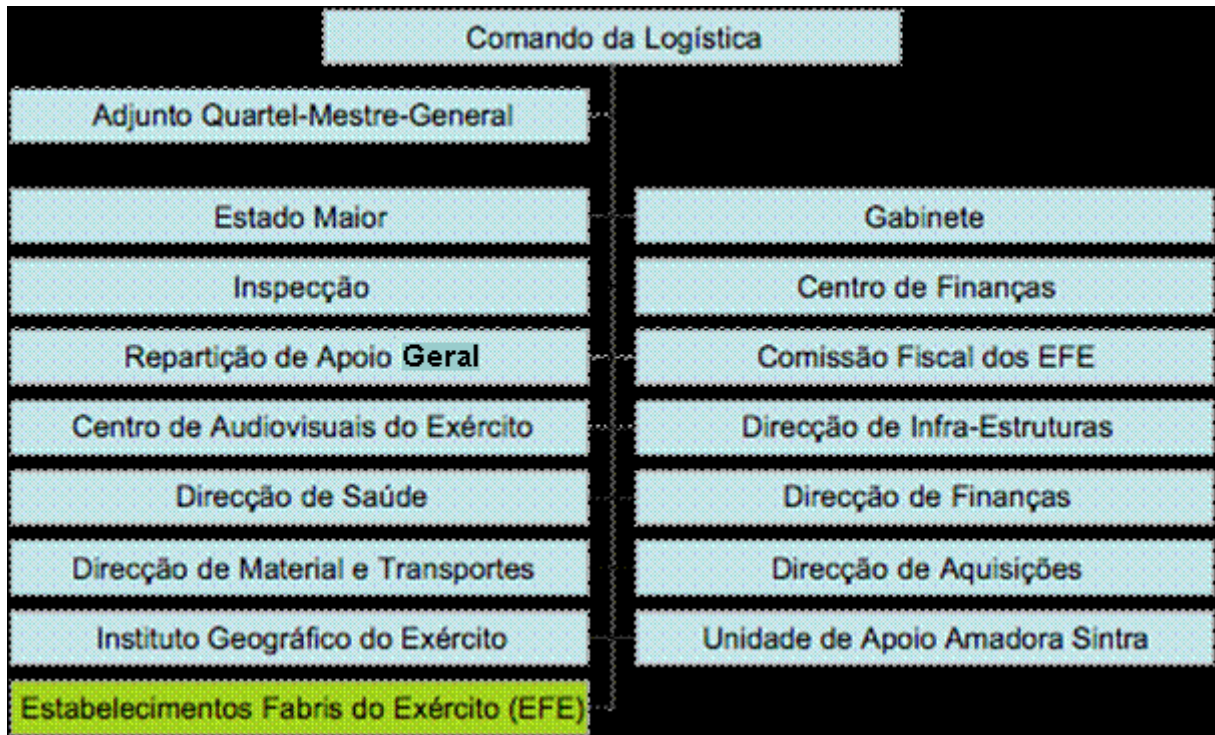 Comando da Logística
Adjunto Quartel-Mestre-General
Estado Maior
Gabinete
Inspecção
Centro de Finanças
Repartição de Apoio Geral
Comissão Fiscal dos EFE
Centro de Audiovisuais do Exército
Direcção de Infra-Estruturas
Direcção de Saúde
Direcção de Finanças
Direcção de Material e Transportes
Direcção de Aquisições
Instituto Geográfico do Exército
Unidade de Apoio Amadora Sintra
Estabelecimentos Fabris do Exército (EFE)